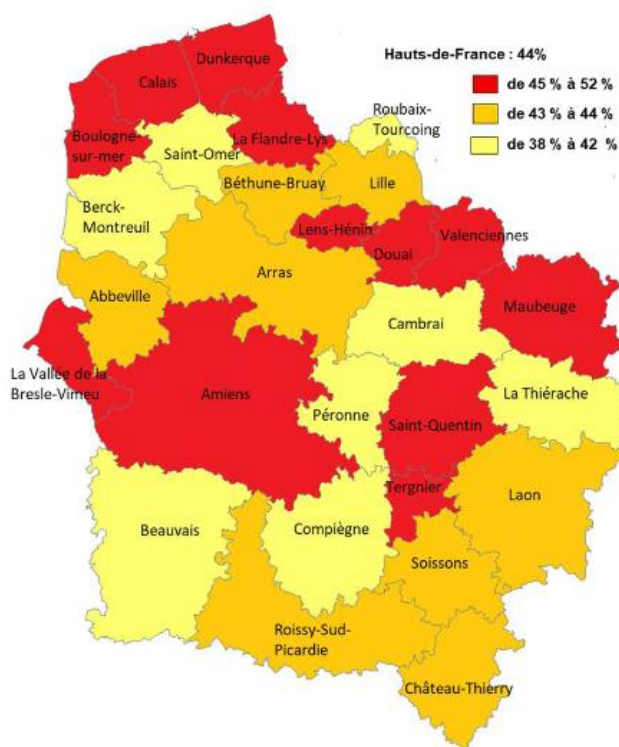 Hauts-de-France : 44%
de 45 % à 52 %
de 43 % à 44 %
de 38 % à 42 %
Dunkerque
Calais
Roubaix-
Tourcoing
Boulogne-
sur-mer
La Flandre-Lys
Saint-Omer
Béthune-Bruay
Lille
Berck-
Montreuil
Lens-Hénin
Valenciennes
Douai
Arras
Abbeville
Maubeuge
Cambrai
La Vallée de la
Bresle-Vimeu
Amiens
La Thiérache
Péronne
Saint-Quentin
Tergnier
Laon
Beauvais
Compiègne
Soissons
Roissy-Sud-
Picardie
Château-Thierry